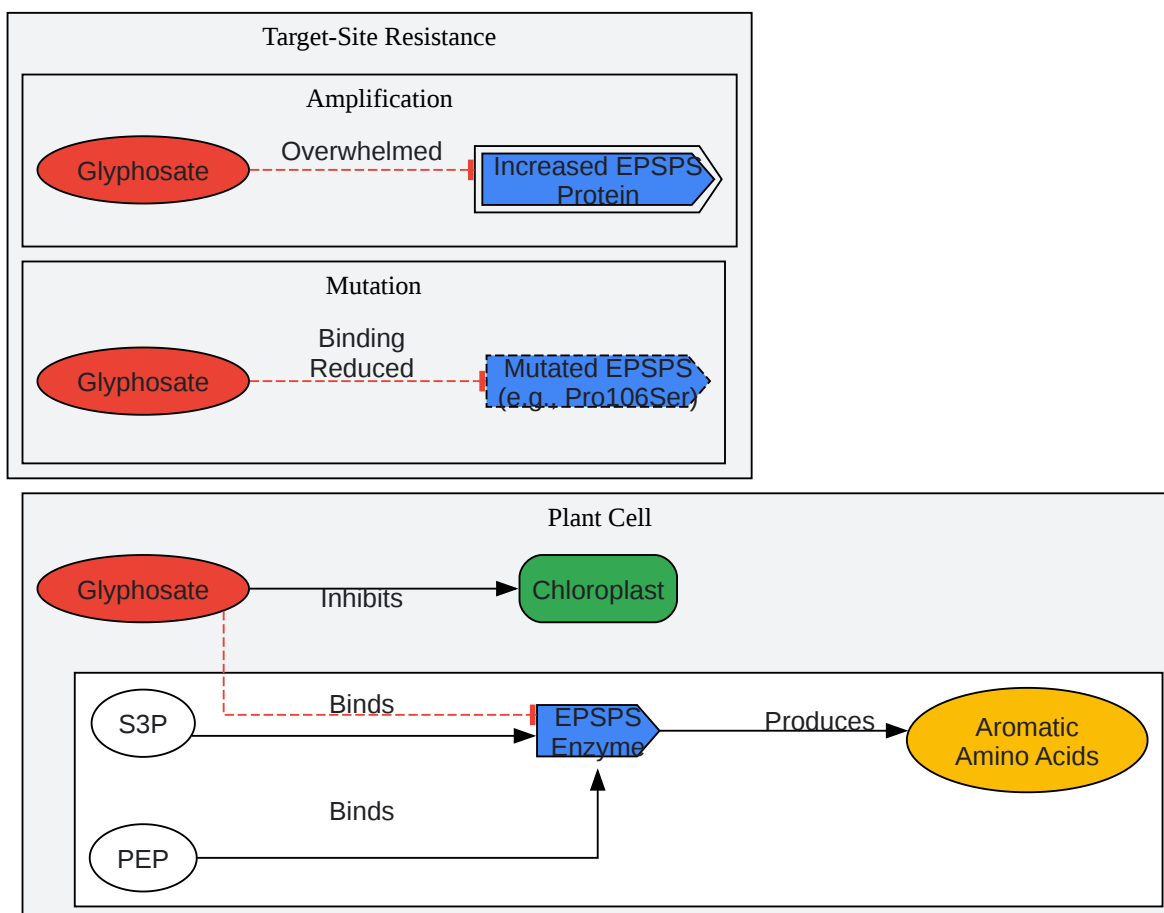 Target-Site Resistance
Amplification
Glyphosate
Overwhelmed
Increased EPSPS
Protein
Mutation
Glyphosate
Binding
Reduced
Mutated EPSPS
(e.g., Pro106Ser)
Plant Cell
Glyphosate
Inhibits
Chloroplast
S3P
Binds
EPSPS
Enzyme
Produces
Aromatic
Amino Acids
Binds
PEP